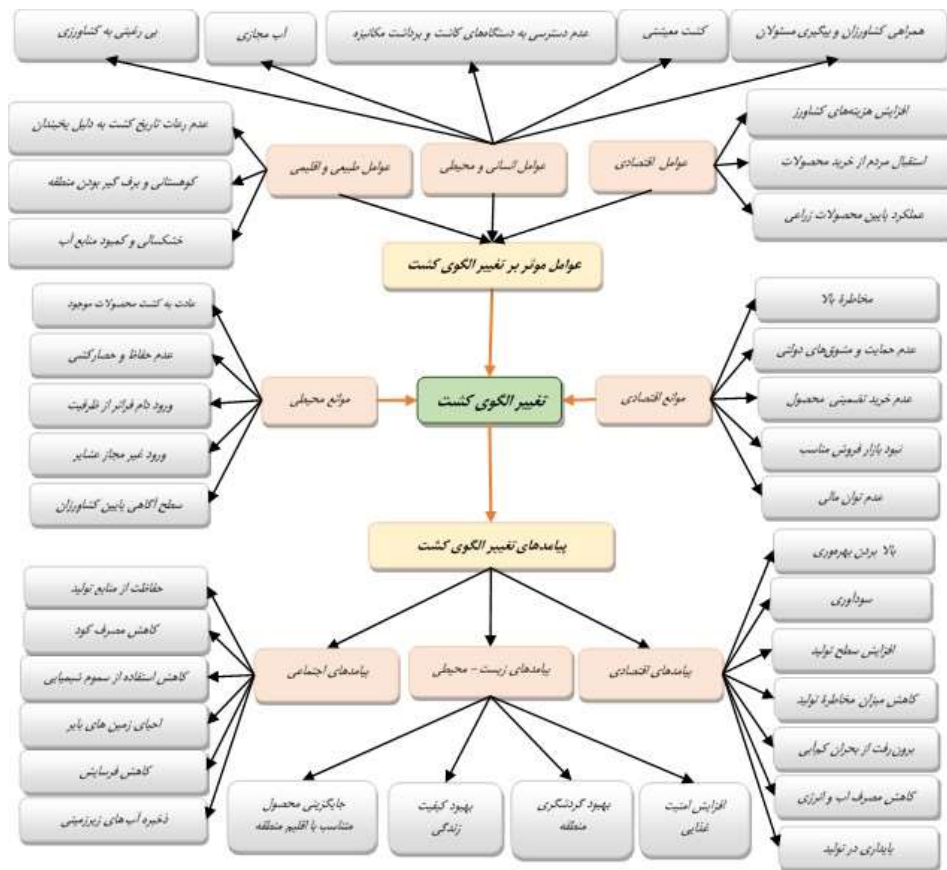 همراهی کشاورزان و پیگیری مسئولان
کشت معیشتی
عدم دسترسی به دستگاه‌های کاشت و برداشت مکانیزه
آب مجازی
بی رغبتی به کشاورزی
افزایش هزینه‌های کشاورز
استقبال مردم از خرید محصولات
عملکرد پایین محصولات زراعی
عوامل اقتصادی
عوامل انسانی و محیطی
عوامل طبیعی و اقلیمی
عدم رعات تاریخ کشت به دلیل یخبندان
کوهستانی و برف گیر بودن منطقه
خشکسالی و کمبود منابع آب
عوامل موثر بر تغییر الگوی کشت
مخاطرۀ بالا
عدم حمایت و مشوق‌های دولتی
عدم خرید تضمینی محصول
نبود بازار فروش مناسب
عدم توان مالی
موانع اقتصادی
تغییر الگوی کشت
موانع محیطی
عادت به کشت محصولات موجود
عدم حفاظ و حصارکشی
ورود دام فراتر از ظرفیت
ورود غیر مجاز عشایر
سطح آگاهی پایین کشاورزان
پیامدهای تغییر الگوی کشت
بالا بردن بهره‌وری
سودآوری
افزایش سطح تولید
کاهش میزان مخاطرۀ تولید
برون‌رفت از بحران کم‌آبی
کاهش مصرف اب و انرژی
پایداری در تولید
پیامدهای اقتصادی
پیامدهای زیست - محیطی
پیامدهای اجتماعی
حفاظت از منابع تولید
کاهش مصرف کود
کاهش استفاده از سموم شیمیایی
احیای زمین های بایر
کاهش فرسایش
ذخیره آب‌های زیرزمینی
افزایش امنیت
غذایی
بهبود گردشگری
منطقه
بهبود کیفیت
زندگی
جایگزینی محصول
متناسب با اقلیم منطقه